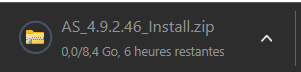 AS_4.9.2.46_Install.zip
0,0/8,4 Go, 6 heures restantes